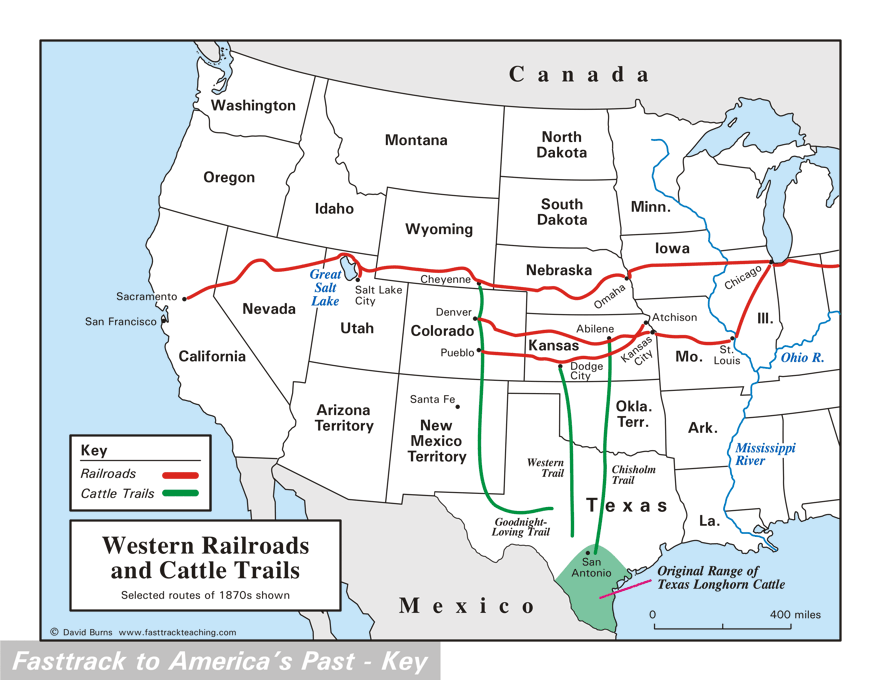 Canada
Washington
Montana
North
Dakota
Oregon
Idaho
South
Dakota
Minn.
Wyoming
Iowa
Nebraska
Great
Salt
Lake
Cheyenne
Chicago
Omaha
Salt Lake
City
Sacramento
San Francisco
Nevada
Utah
Denver
Colorado
Pueblo
Abilene
Atchison
Kansas
Kansas
City
Ill.
Mo.
St.
Louis
Ohio R.
California
Dodge
City
Arizona
Territory
Santa Fe
New
Mexico
Territory
Okla.
Terr.
Ark.
Mississippi
River
Key
Railroads
Cattle Trails
Western
Trail
Chisholm
Trail
Texas
La.
Goodnight-
Loving Trail
Western Railroads
and Cattle Trails
Selected routes of 1870s shown
San
Antonio
Original Range of
Texas Longhorn Cattle
Mexico
0 400 miles
© David Burns www.fasttrackteaching.com
Fasttrack to America's Past - Key